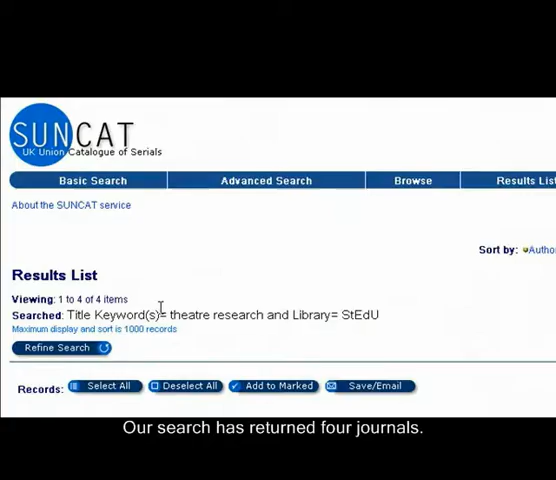 SUNCAT
UK Union Catalogue of Serials
Basic Search Advanced Search Browse Results List
About the SUNCAT service
Sort by: Autho
Results List
Viewing: 1 to 4 of 4 items
Searched: Title Keyword(s)= theatre research and Library= StEdU
Maximum display and sort is 1000 records
Refine Search
Records: Select All Deselect All Add to Marked Save/Email
Our search has returned four journals.